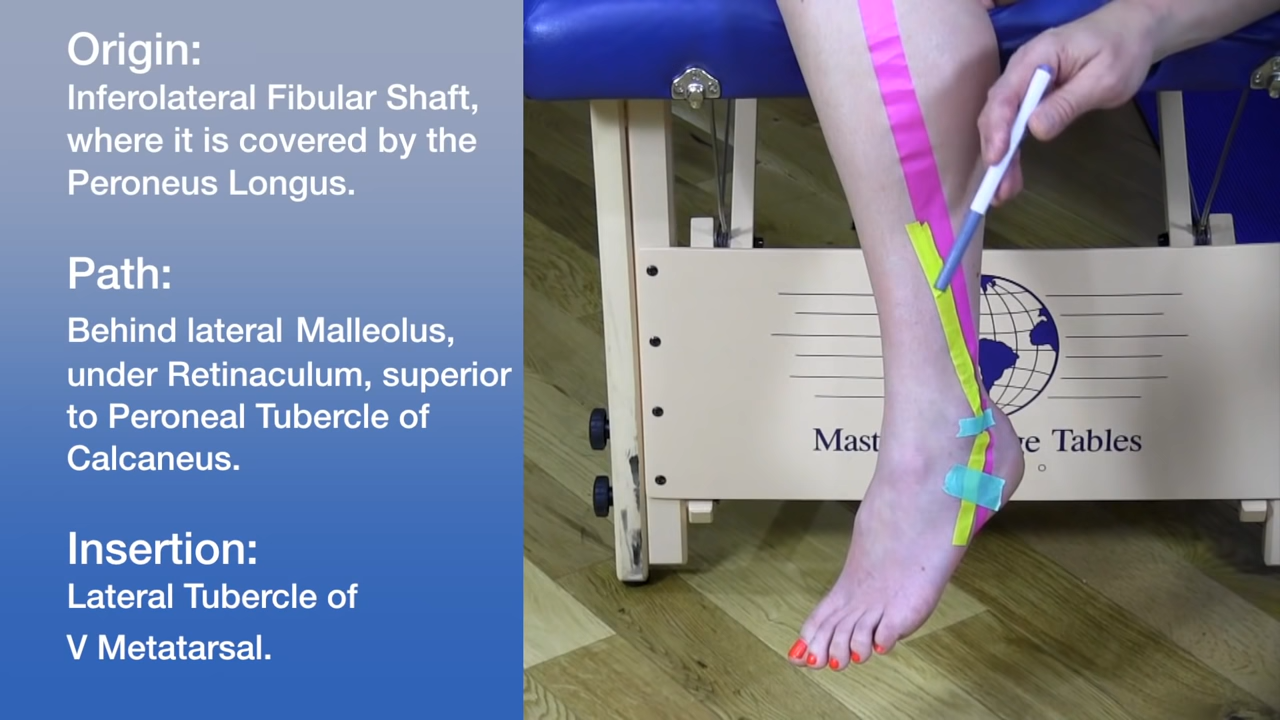 Origin:
Inferolateral Fibular Shaft,
where it is covered by the
Peroneus Longus.
Path:
Behind lateral Malleolus,
under Retinaculum, superior
to Peroneal Tubercle of
Calcaneus.
Insertion:
Lateral Tubercle of
V Metatarsal.
Tables